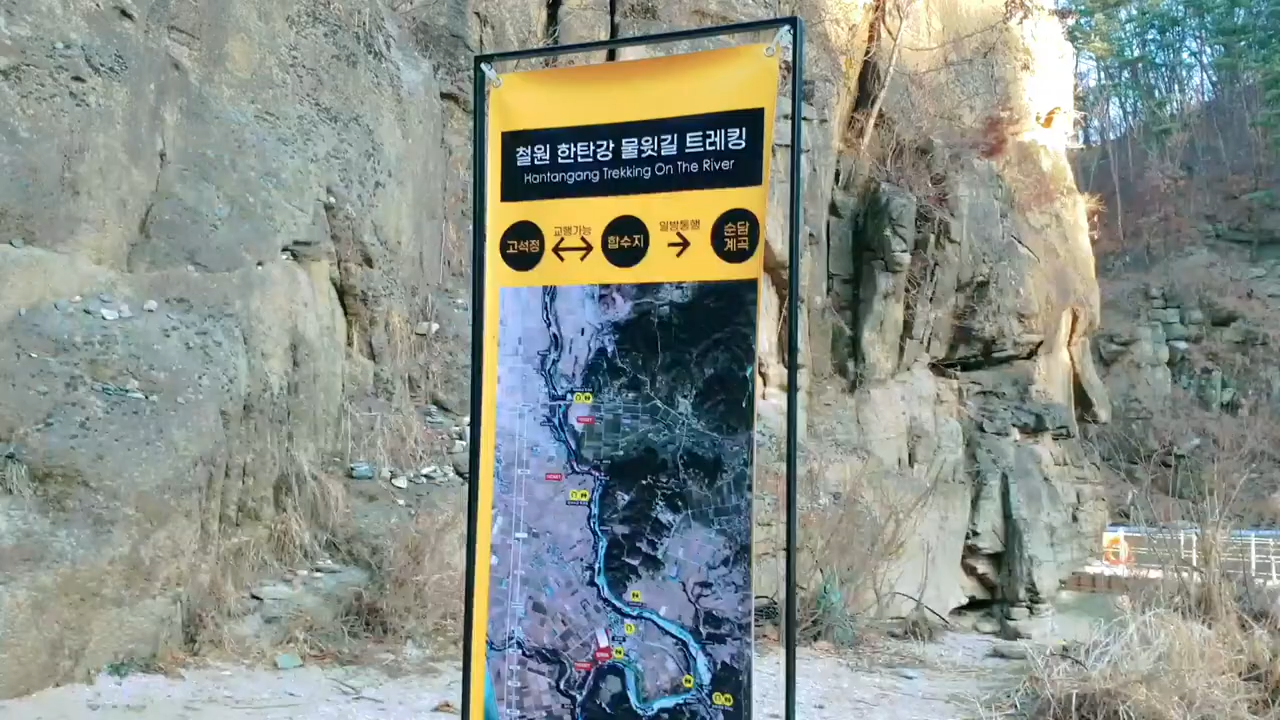 철원 한탄강 물윗길 트레킹
Hantangang Trekking On The River
고석정
교행가능
합수지
일방통행
순담
계곡